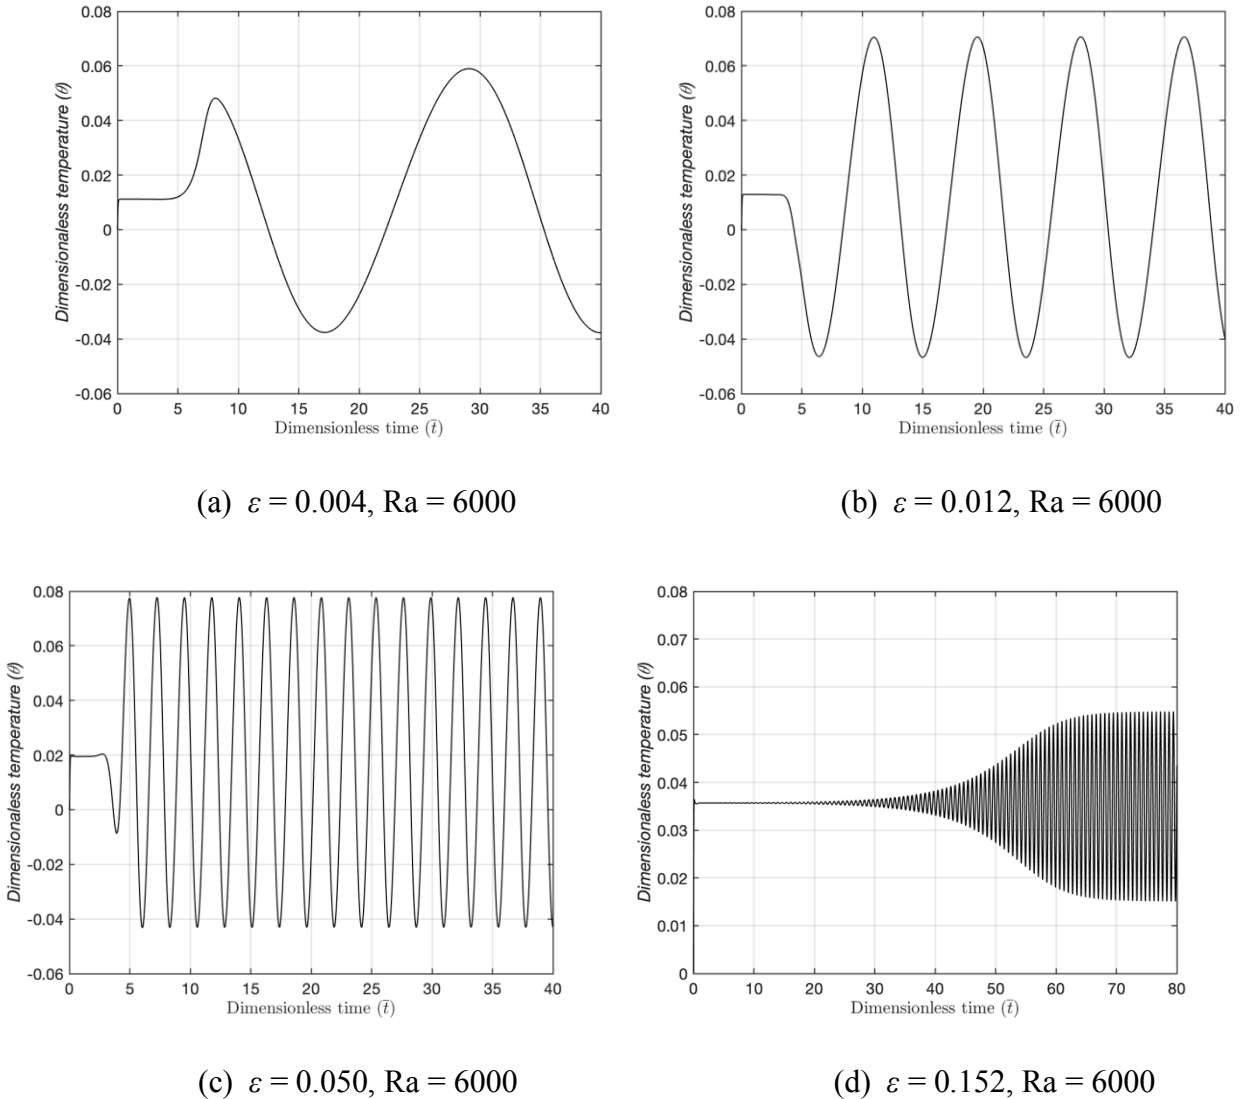 0.08
0.06
0.04
0.02
0
-0.02
-0.04
-0.06
Dimensionaless temperature (θ)
0 5 10 15 20 25 30 35 40
Dimensionless time (t̄)
(a) ε = 0.004, Ra = 6000
0.08
0.06
0.04
0.02
0
-0.02
-0.04
-0.06
Dimensionaless temperature (θ)
0 5 10 15 20 25 30 35 40
Dimensionless time (t̄)
(b) ε = 0.012, Ra = 6000
0.08
0.06
0.04
0.02
0
-0.02
-0.04
-0.06
Dimensionaless temperature (θ)
0 5 10 15 20 25 30 35 40
Dimensionless time (t̄)
(c) ε = 0.050, Ra = 6000
0.08
0.07
0.06
0.05
0.04
0.03
0.02
0.01
0
Dimensionaless temperature (θ)
0 10 20 30 40 50 60 70 80
Dimensionless time (t̄)
(d) ε = 0.152, Ra = 6000